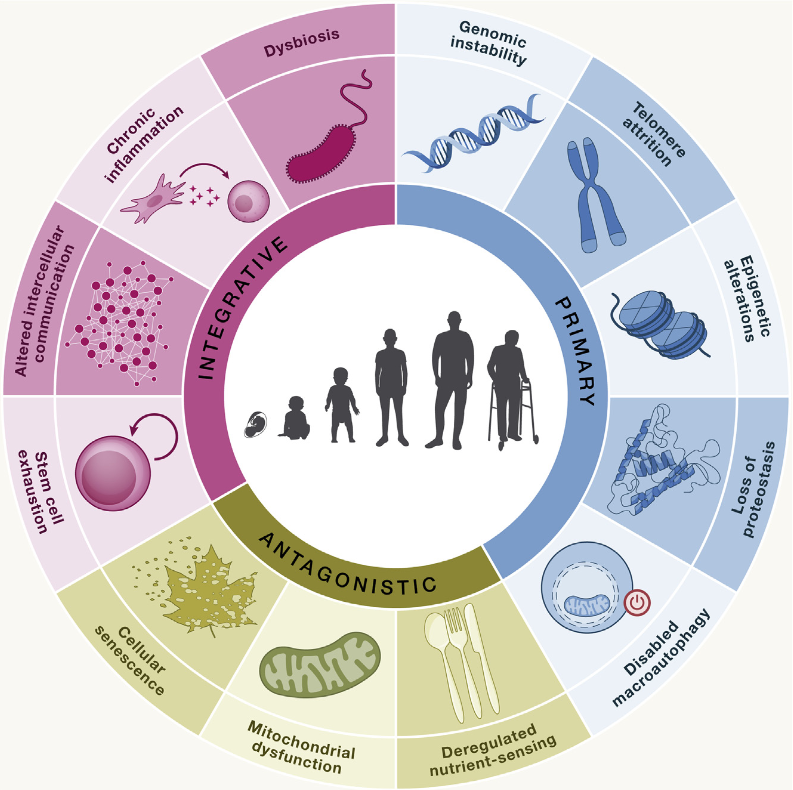 Genomic
instability
Telomere
attrition
Epigenetic
alterations
Loss of
proteostasis
Disabled
macroautophagy
Deregulated
nutrient-sensing
Mitochondrial
dysfunction
Cellular
senescence
Stem cell
exhaustion
Altered intercellular
communication
Chronic
inflammation
Dysbiosis
PRIMARY
ANTAGONISTIC
INTEGRATIVE